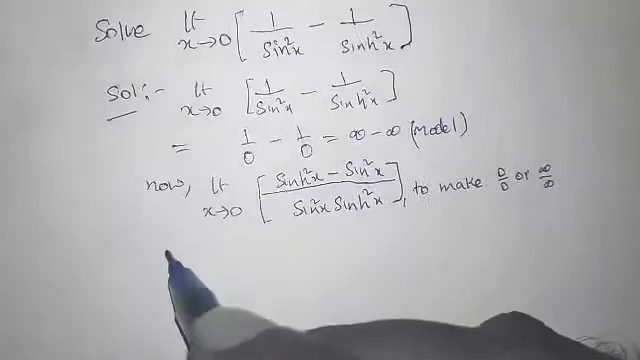 Solve lt x→0 [1/Sin²x − 1/Sinh²x]
Sol:- lt x→0 [1/Sin²x − 1/Sinh²x]
= 1/0 − 1/0 = ∞−∞ (model)
now, lt x→0 [Sinh²x − Sin²x / Sin²x Sinh²x], to make 0/0 or ∞/∞